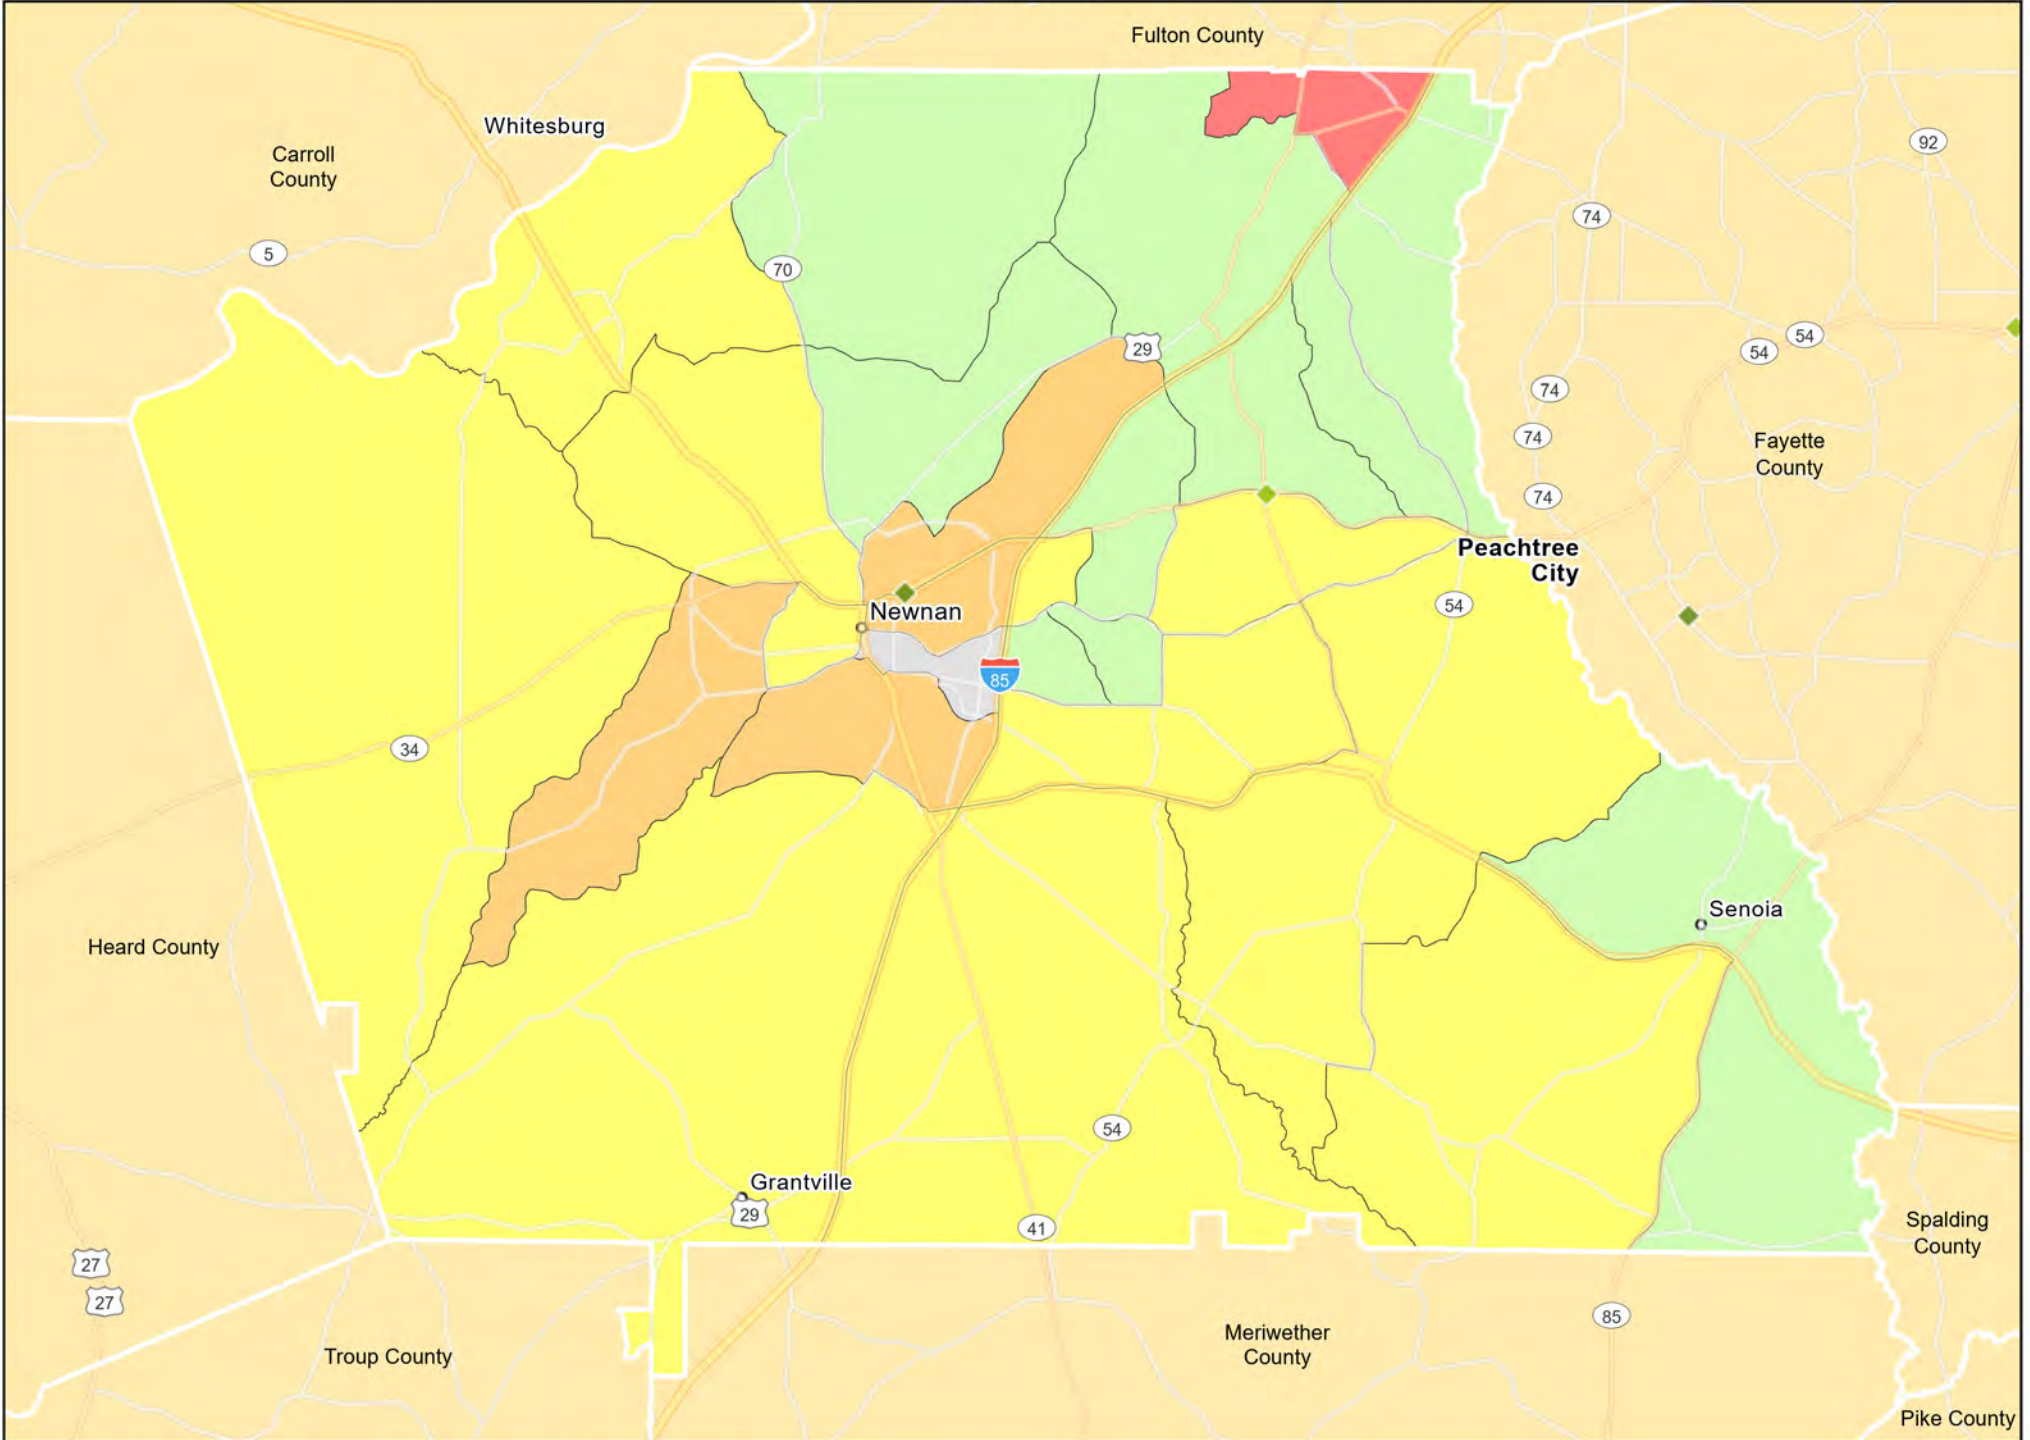 Fulton County
Whitesburg
Carroll
County
92
74
5
70
54
54
29
74
74
Fayette
County
74
Peachtree
City
54
Newnan
85
34
Senoia
Heard County
54
Grantville
29
41
Spalding
County
27
27
85
Meriwether
County
Troup County
Pike County